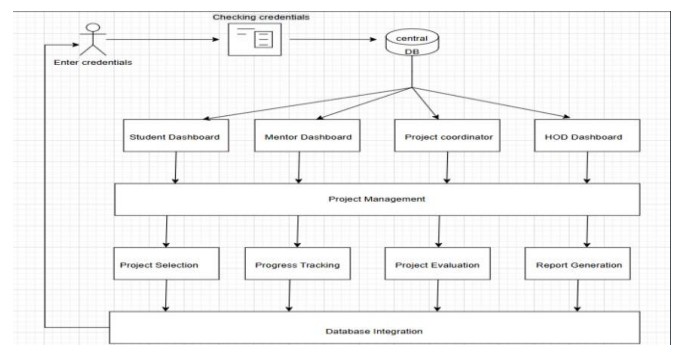 Checking credentials
central
DB
Enter credentials
Student Dashboard
Mentor Dashboard
Project coordinator
HOD Dashboard
Project Management
Project Selection
Progress Tracking
Project Evaluation
Report Generation
Database Integration